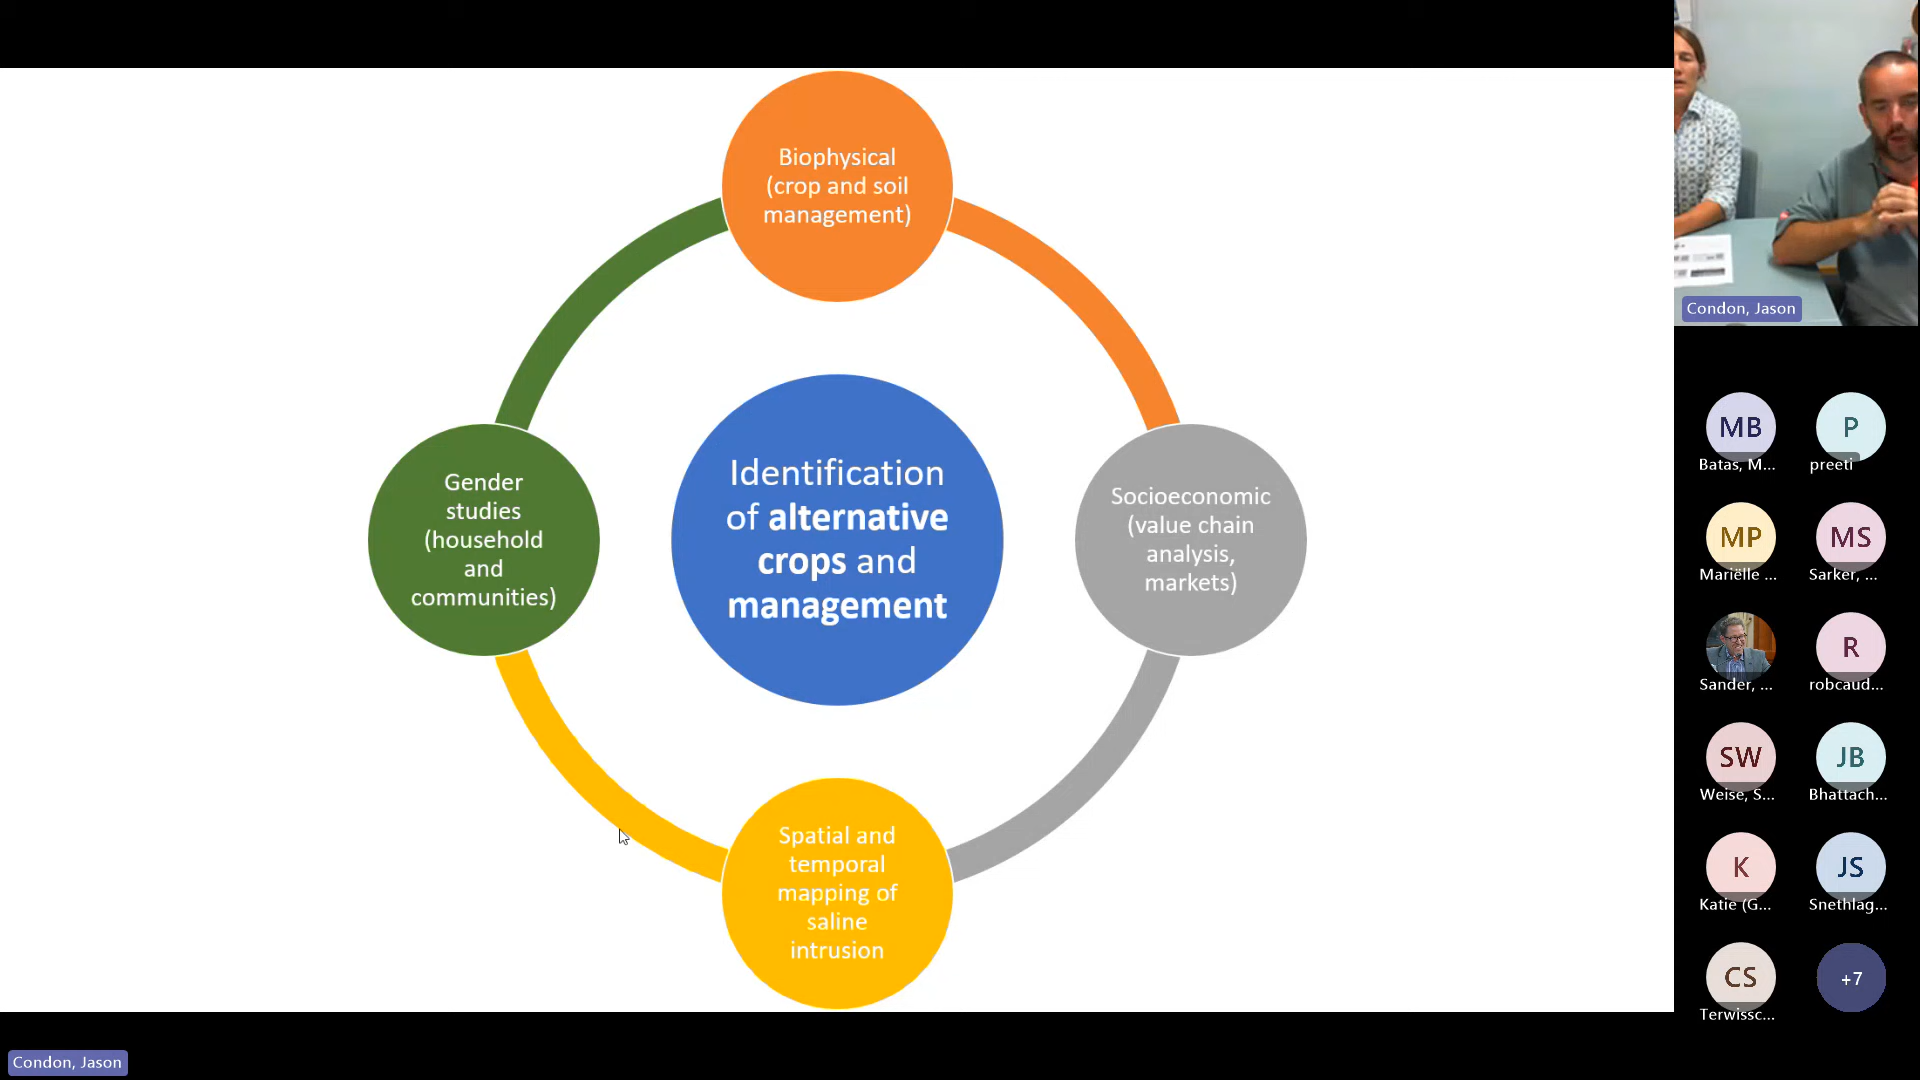 Biophysical
(crop and soil
management)
Gender
studies
(household
and
communities)
Identification
of alternative
crops and
management
Socioeconomic
(value chain
analysis,
markets)
Spatial and
temporal
mapping of
saline
intrusion
Condon, Jason
MB
P
Batas, M...
preeti
MP
MS
Mariëlle ...
Sarker, ...
R
Sander, ...
robcaud...
SW
JB
Weise, S...
Bhattach...
K
JS
Katie (G...
Snethlag...
CS
+7
Terwissc...
Condon, Jason